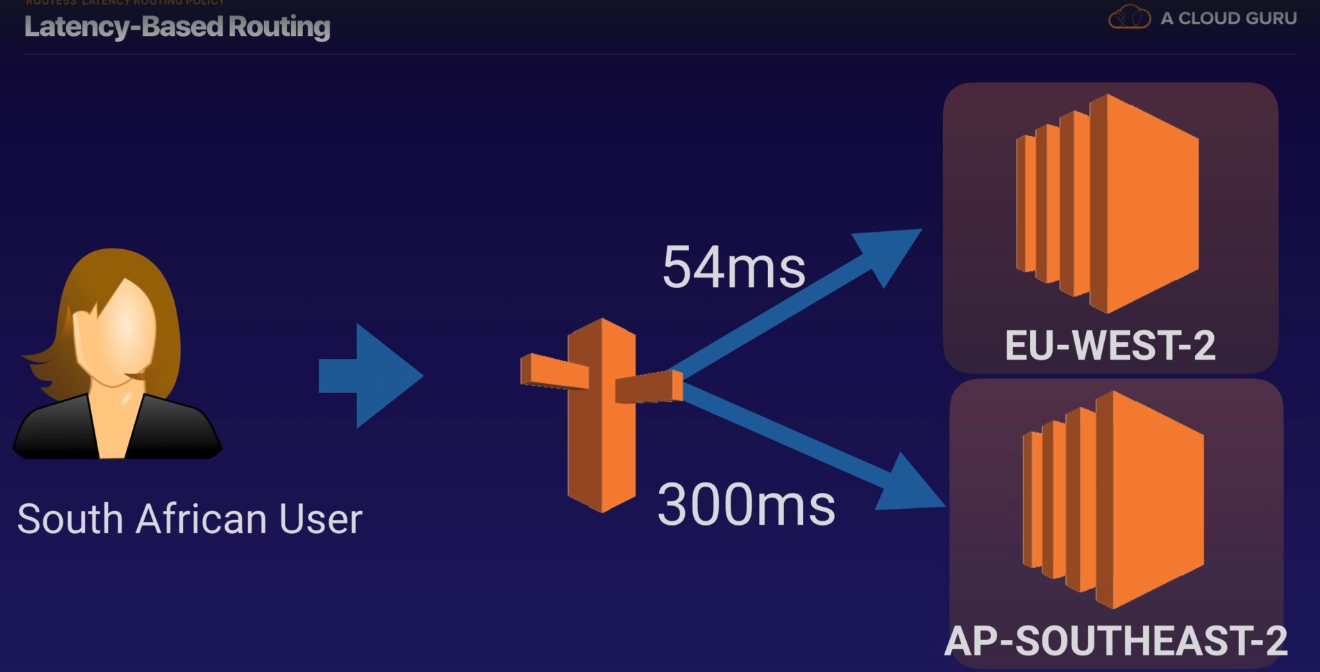 ROUTE53 LATENCY ROUTING POLICY
Latency-Based Routing
A CLOUD GURU
54ms
EU-WEST-2
South African User
300ms
AP-SOUTHEAST-2